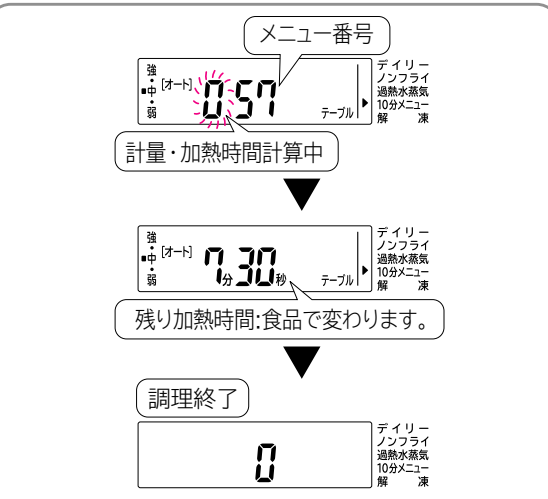 メニュー番号
強
・
中
・
弱
[オート]
0 57
テーブル
デイリー
ノンフライ
過熱水蒸気
10分メニュー
解 凍
計量・加熱時間計算中
強
・
中
・
弱
[オート]
7分30秒
テーブル
デイリー
ノンフライ
過熱水蒸気
10分メニュー
解 凍
残り加熱時間:食品で変わります。
調理終了
0
デイリー
ノンフライ
過熱水蒸気
10分メニュー
解 凍